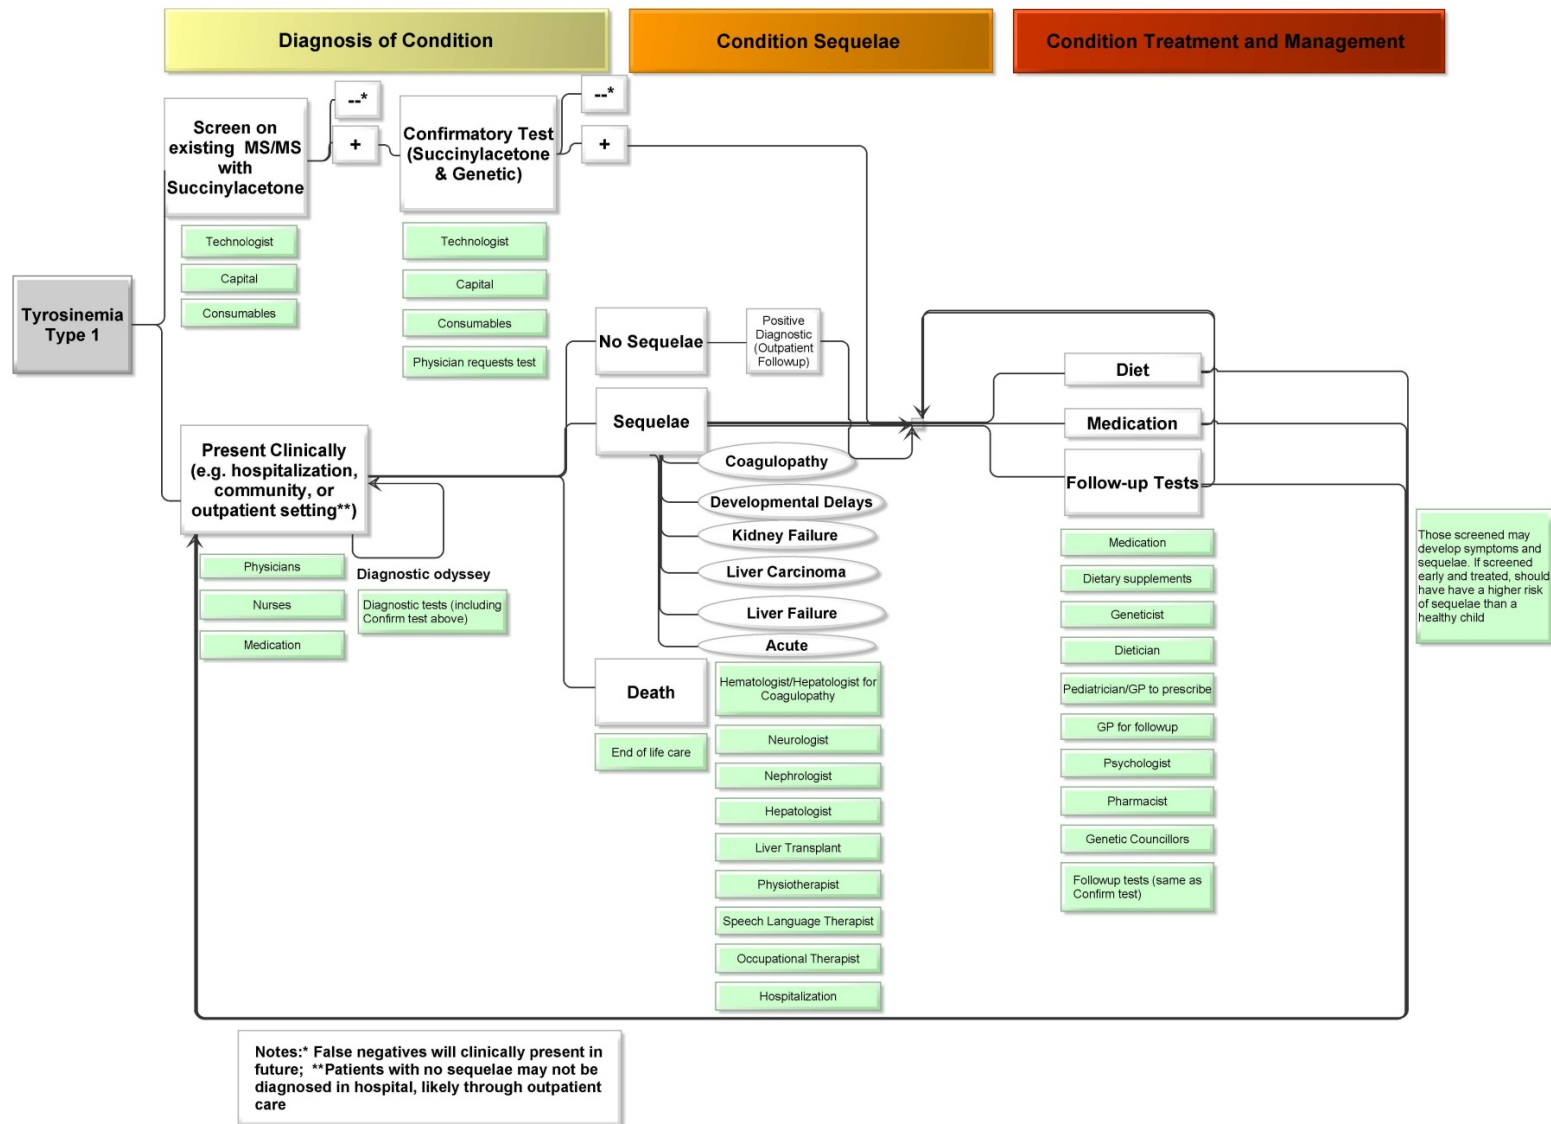 Diagnosis of Condition
Condition Sequelae
Condition Treatment and Management
Screen on
existing MS/MS
with
Succinylacetone
--*
+
Confirmatory Test
(Succinylacetone
& Genetic)
--*
+
Technologist
Capital
Consumables
Technologist
Capital
Consumables
Physician requests test
Tyrosinemia
Type 1
No Sequelae
Positive
Diagnostic
(Outpatient
Followup)
Sequelae
Diet
Medication
Follow-up Tests
Present Clinically
(e.g. hospitalization,
community, or
outpatient setting**)
Coagulopathy
Developmental Delays
Kidney Failure
Liver Carcinoma
Liver Failure
Acute
Physicians
Nurses
Medication
Diagnostic odyssey
Diagnostic tests (including
Confirm test above)
Death
End of life care
Hematologist/Hepatologist for
Coagulopathy
Neurologist
Nephrologist
Hepatologist
Liver Transplant
Physiotherapist
Speech Language Therapist
Occupational Therapist
Hospitalization
Medication
Dietary supplements
Geneticist
Dietician
Pediatrician/GP to prescribe
GP for followup
Psychologist
Pharmacist
Genetic Councillors
Followup tests (same as
Confirm test)
Those screened may
develop symptoms and
sequelae. If screened
early and treated, should
have have a higher risk
of sequelae than a
healthy child
Notes:* False negatives will clinically present in
future; **Patients with no sequelae may not be
diagnosed in hospital, likely through outpatient
care